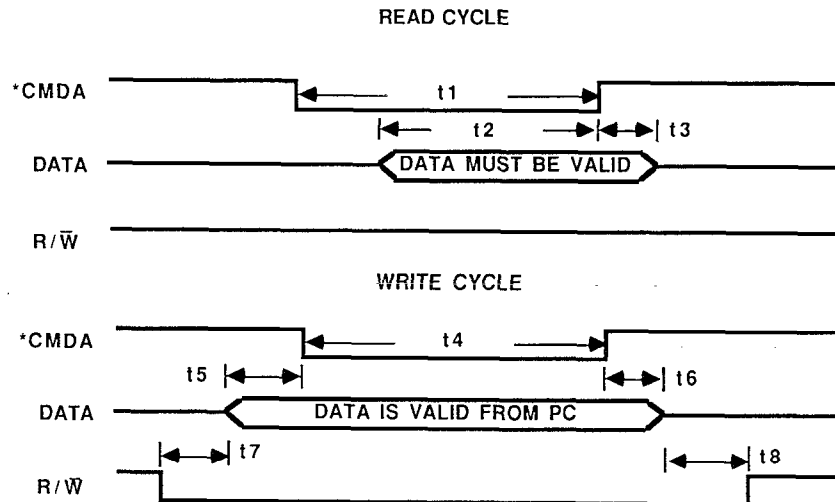 READ CYCLE
*CMDA
t1
t2
t3
DATA
DATA MUST BE VALID
R/W̅
WRITE CYCLE
*CMDA
t4
t5
t6
DATA
DATA IS VALID FROM PC
t7
t8
R/W̅